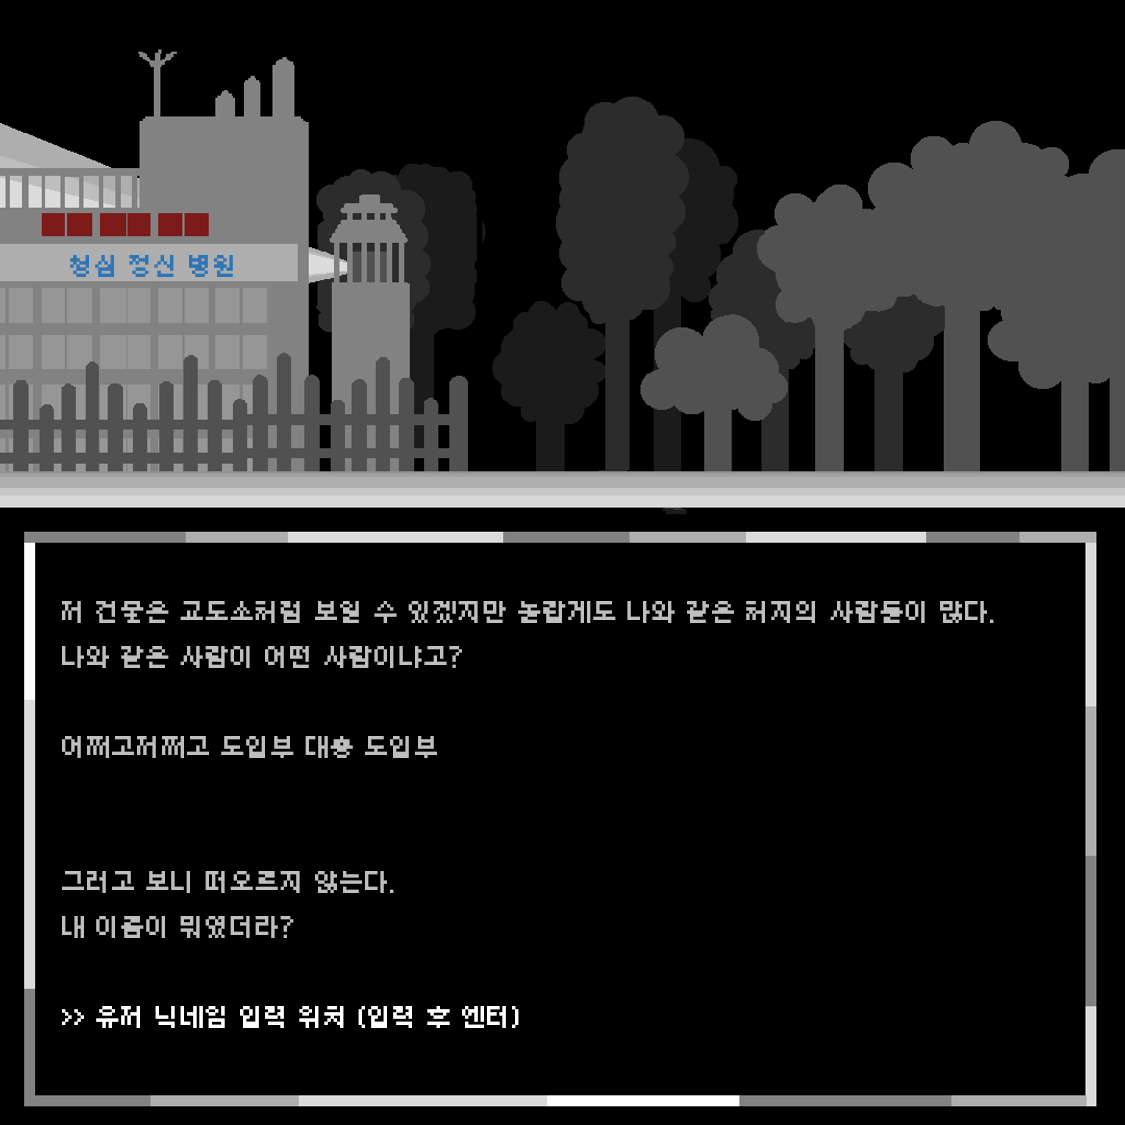 청심 정신 병원
저 건물은 교도소처럼 보일 수 있겠지만 놀랍게도 나와 같은 처지의 사람들이 많다.
나와 같은 사람이 어떤 사람이냐고?
어쩌고저쩌고 도입부 대충 도입부
그러고 보니 떠오르지 않는다.
내 이름이 뭐였더라?
>> 유저 닉네임 입력 위치 (입력 후 엔터)